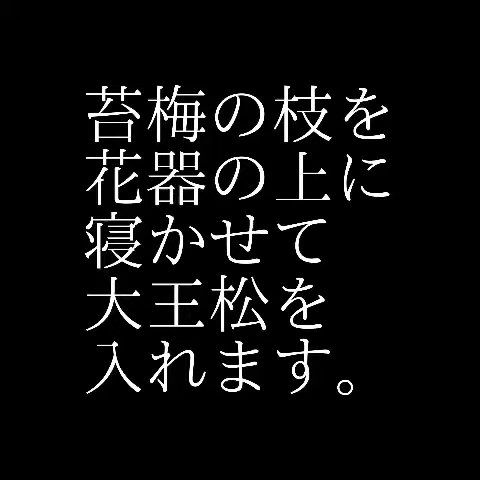 苔梅の枝を
花器の上に
寝かせて
大王松を
入れます。